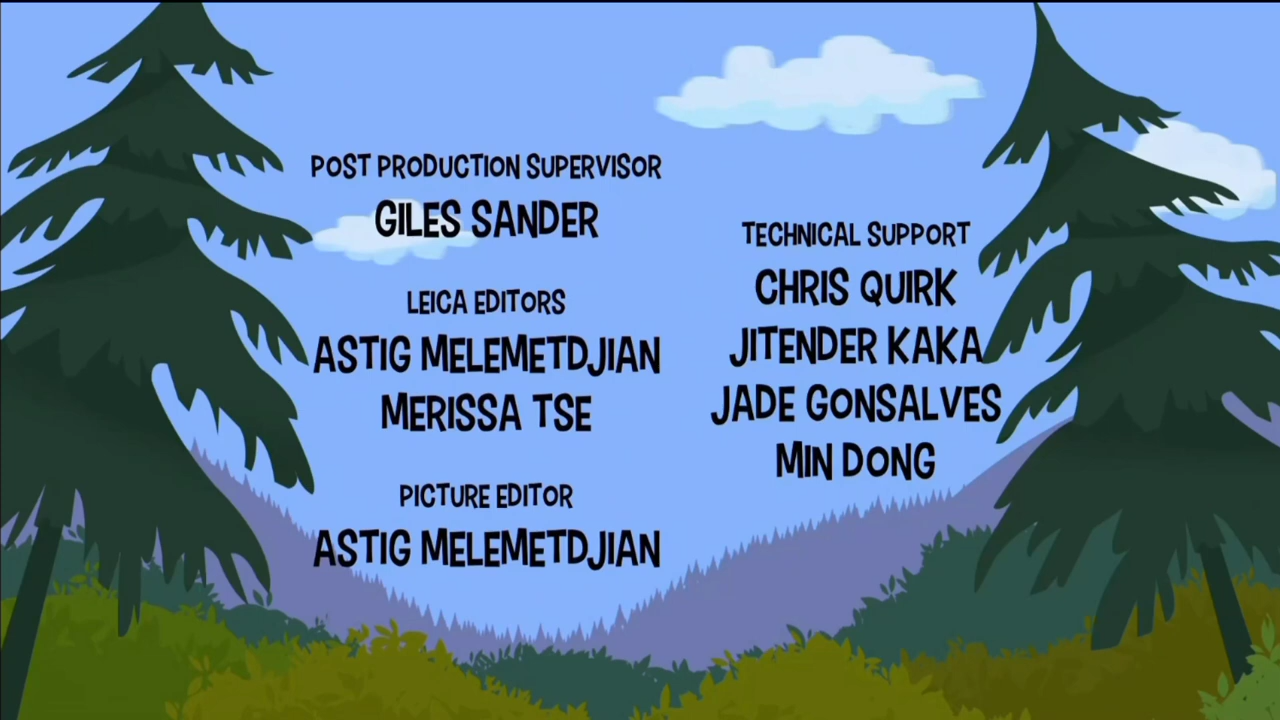 POST PRODUCTION SUPERVISOR
GILES SANDER
LEICA EDITORS
ASTIG MELEMETDJIAN
MERISSA TSE
PICTURE EDITOR
ASTIG MELEMETDJIAN
TECHNICAL SUPPORT
CHRIS QUIRK
JITENDER KAKA
JADE GONSALVES
MIN DONG